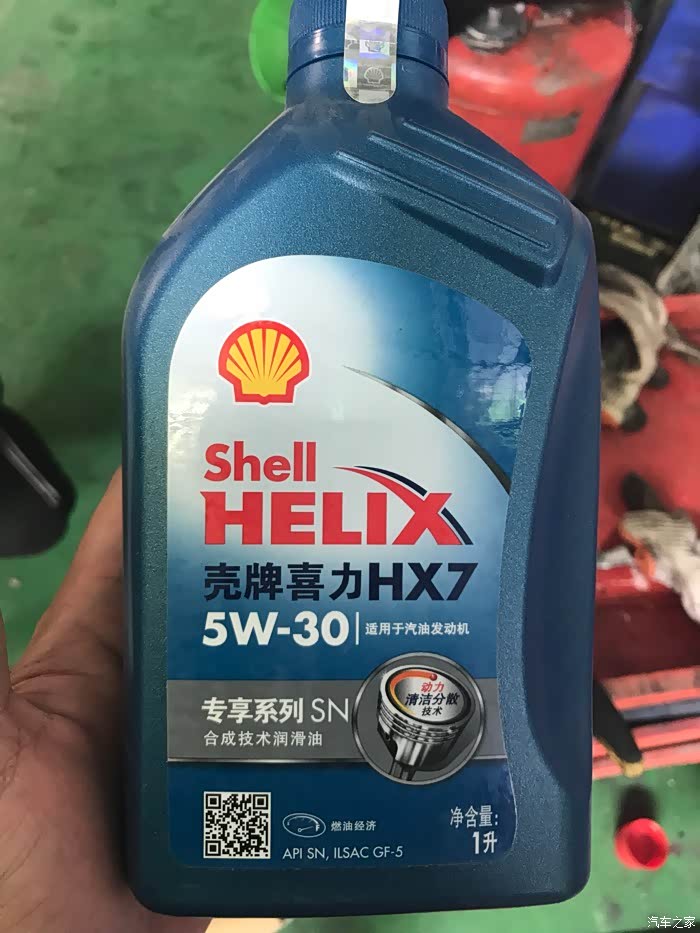 Shell
HELIX
壳牌喜力HX7
5W-30 适用于汽油发动机
专享系列 SN
合成技术润滑油
动力
清洁分散
技术
燃油经济
API SN, ILSAC GF-5
净含量:
1升
汽车之家